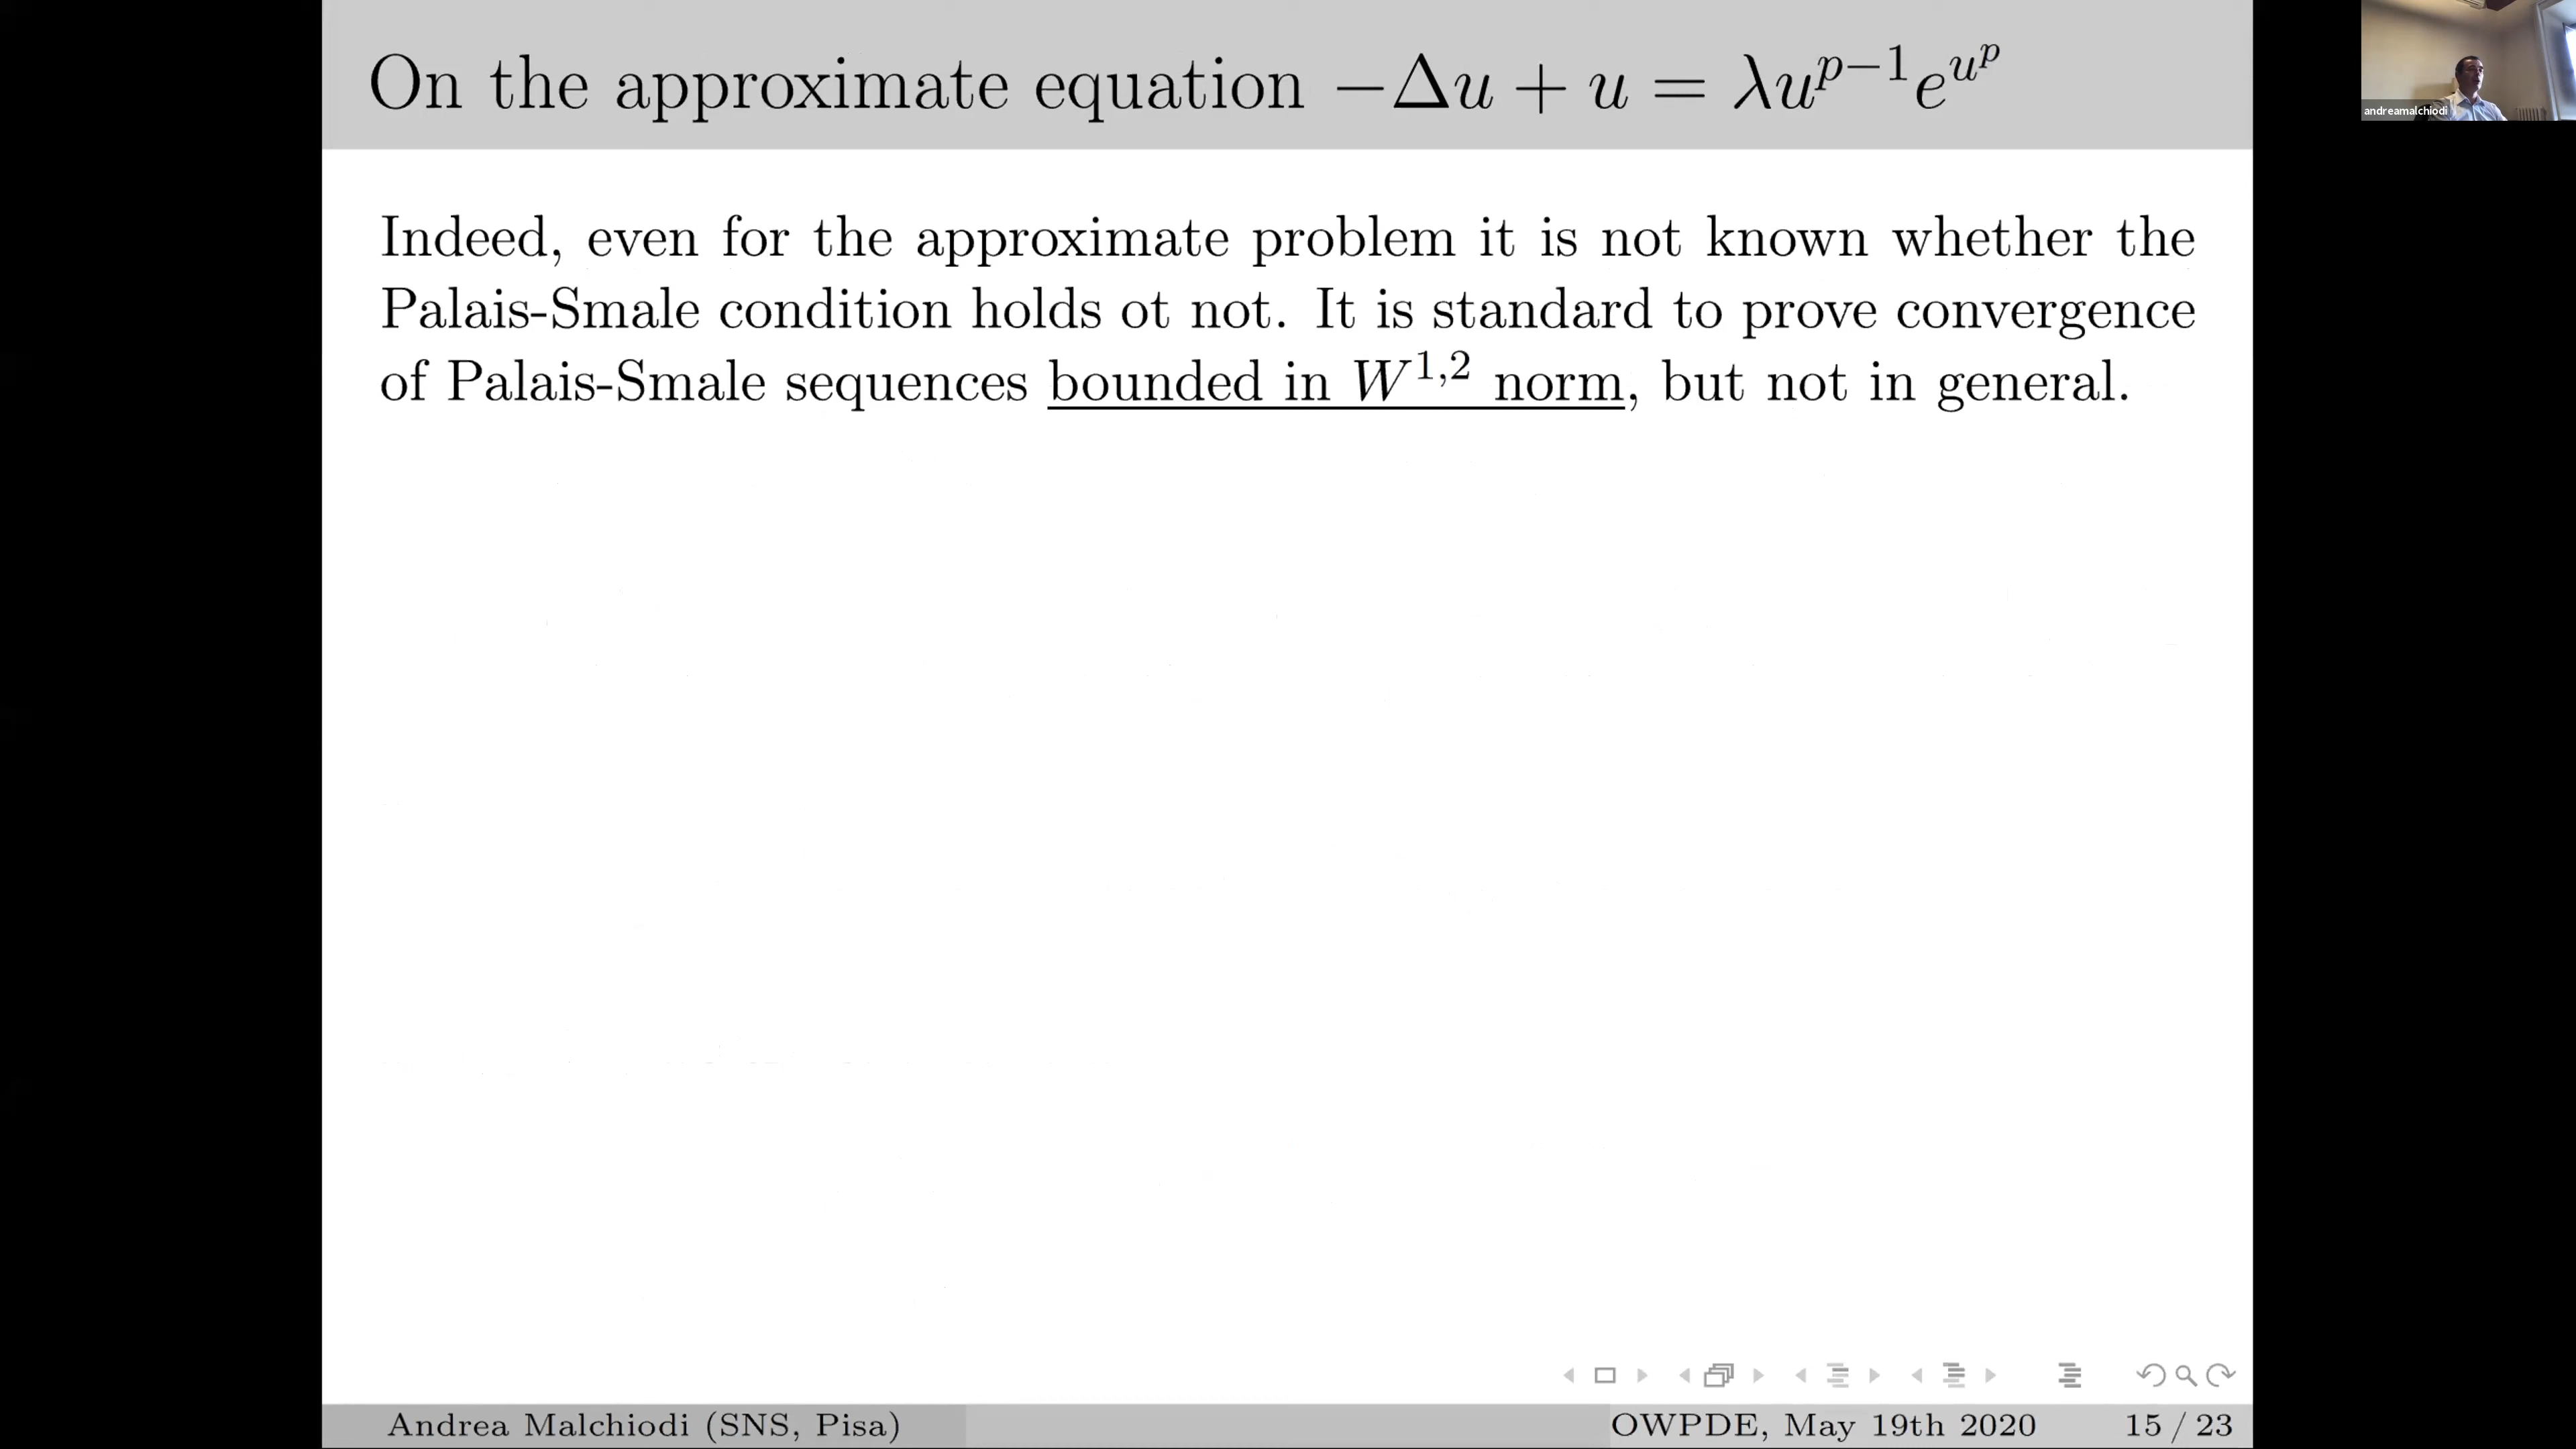 On the approximate equation −Δu + u = λu^{p−1}e^{u^p}
andreamalchiodi
Indeed, even for the approximate problem it is not known whether the
Palais-Smale condition holds ot not. It is standard to prove convergence
of Palais-Smale sequences bounded in W^{1,2} norm, but not in general.
Andrea Malchiodi (SNS, Pisa) OWPDE, May 19th 2020 15 / 23